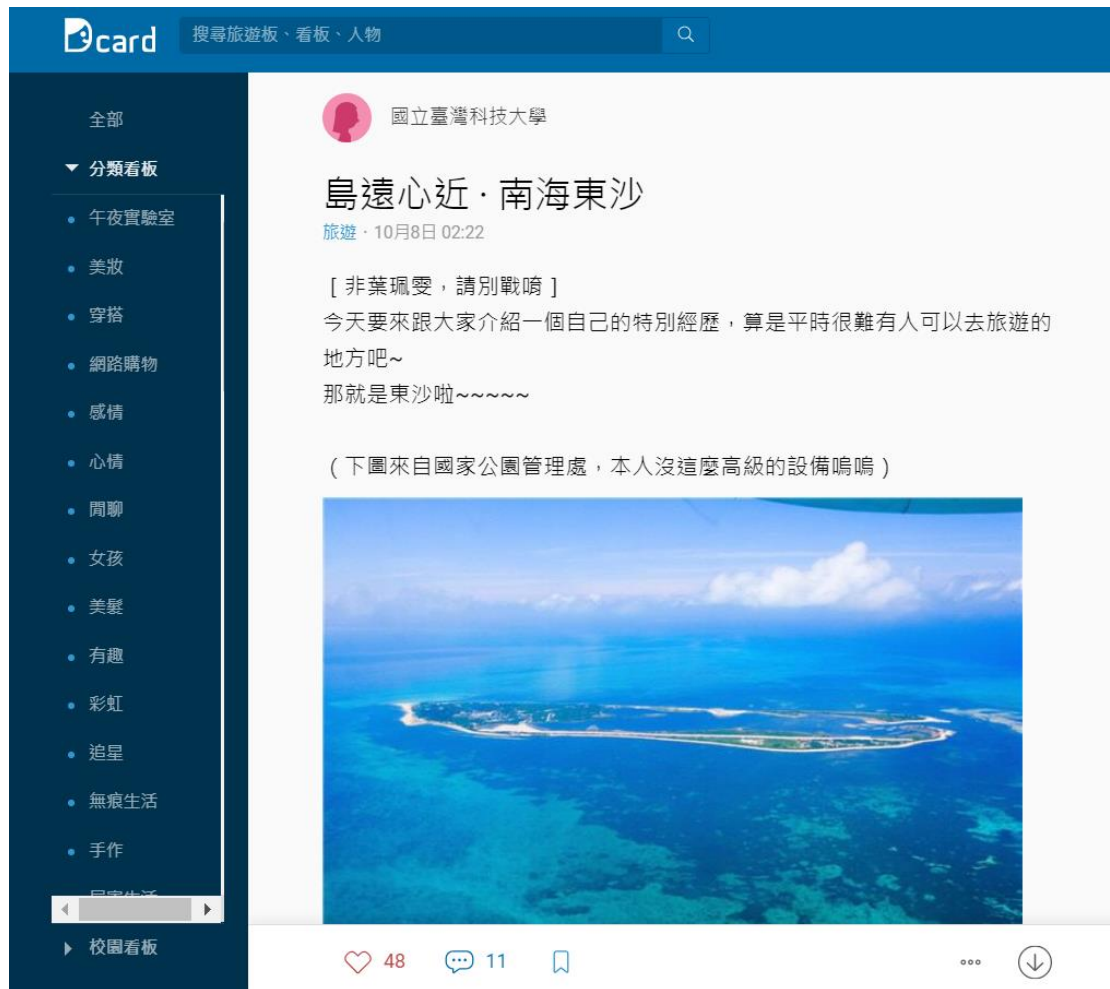 Dcard
搜尋旅遊板、看板、人物
全部
分類看板
午夜實驗室
美妝
穿搭
網路購物
感情
心情
閒聊
女孩
美髮
有趣
彩虹
追星
無痕生活
手作
校園看板
國立臺灣科技大學
島遠心近·南海東沙
旅遊·10月8日 02:22
[非葉珮雯,請別戰唷]
今天要來跟大家介紹一個自己的特別經歷,算是平時很難有人可以去旅遊的
地方吧~
那就是東沙啦~~~~~
(下圖來自國家公園管理處,本人沒這麼高級的設備嗚嗚)
48
11